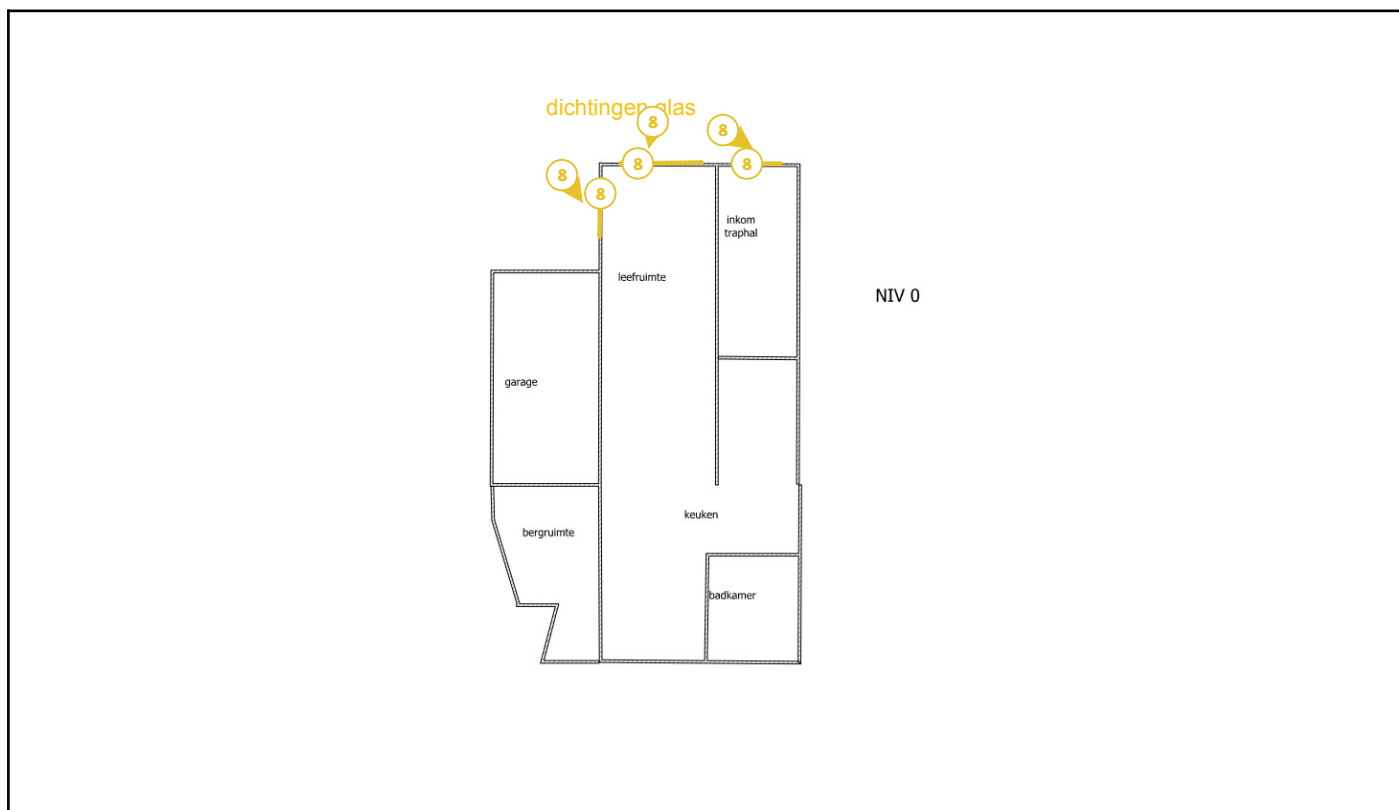 dichtingen glas
8
8
8
8
8
8
inkom
traphal
leefruimte
NIV 0
garage
keuken
bergruimte
badkamer